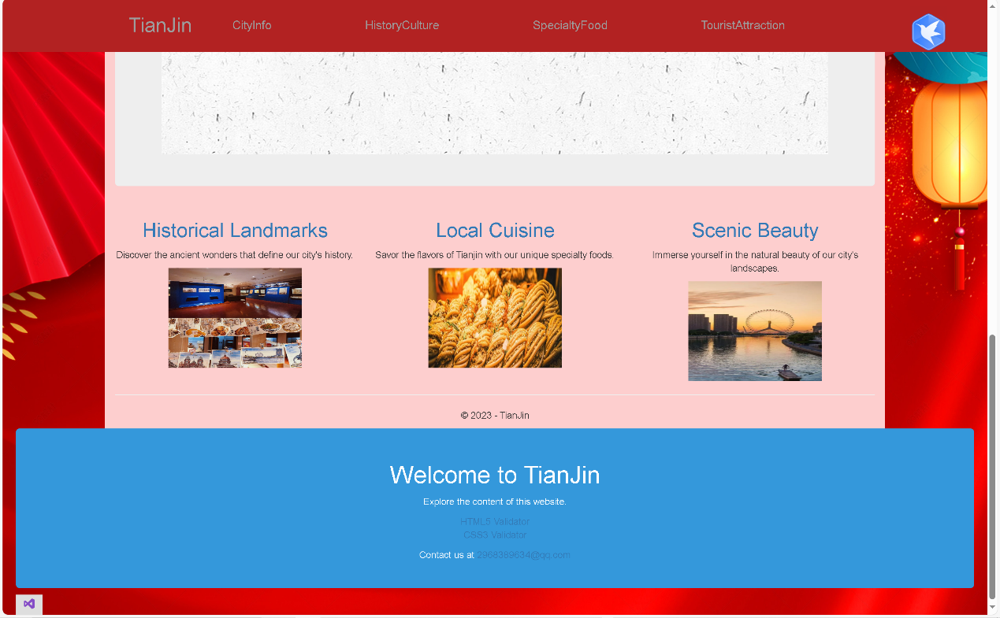 TianJin
CityInfo
HistoryCulture
SpecialtyFood
TouristAttraction
Historical Landmarks
Local Cuisine
Scenic Beauty
Discover the ancient wonders that define our city's history.
Savor the flavors of Tianjin with our unique specialty foods.
Immerse yourself in the natural beauty of our city's
landscapes.
© 2023 - TianJin
Welcome to TianJin
Explore the content of this website.
HTML5 Validator
CSS3 Validator
Contact us at 2968389634@qq.com